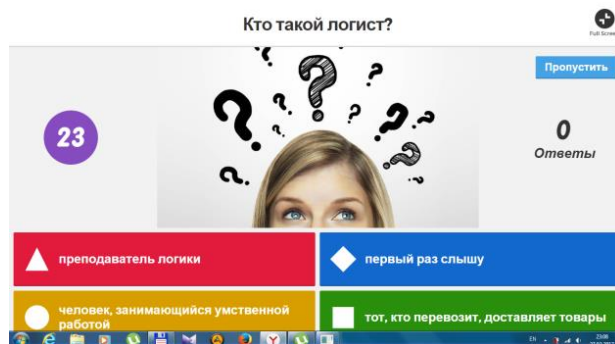 Кто такой логист?
Full Scree
Пропустить
23
0
Ответы
преподаватель логики
первый раз слышу
человек, занимающийся умственной
работой
тот, кто перевозит, доставляет товары
EN